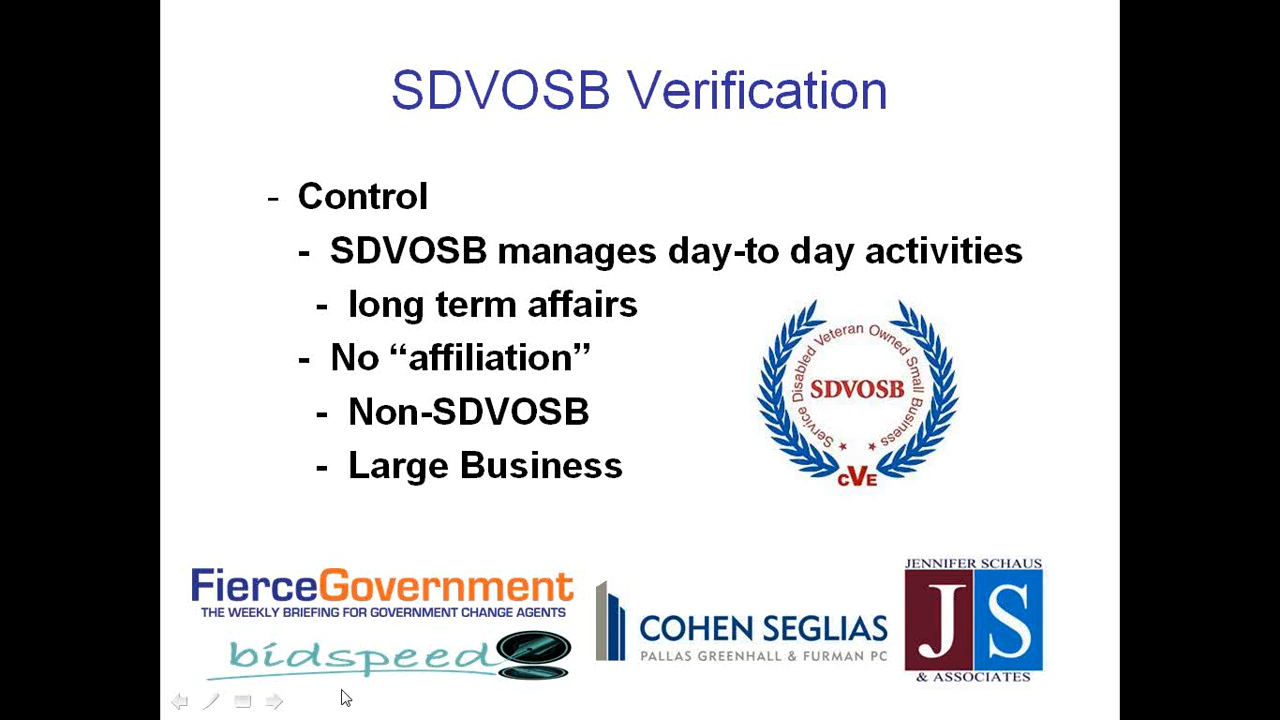 SDVOSB Verification
- Control
- SDVOSB manages day-to day activities
- long term affairs
- No “affiliation”
- Non-SDVOSB
- Large Business
Service Disabled Veteran Owned Small Business
SDVOSB
CVE
FierceGovernment
THE WEEKLY BRIEFING FOR GOVERNMENT CHANGE AGENTS
bidspeed
COHEN SEGLIAS
PALLAS GREENHALL & FURMAN PC
JENNIFER SCHAUS
JS
& ASSOCIATES